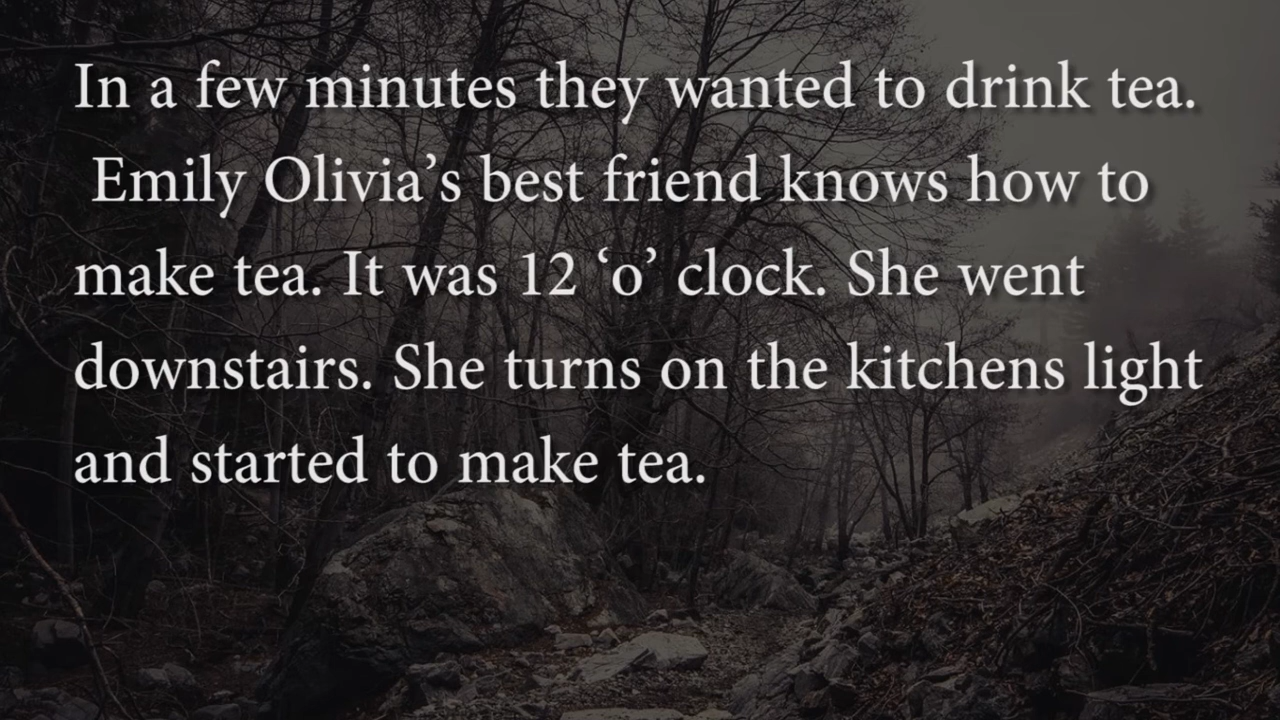 In a few minutes they wanted to drink tea.
Emily Olivia’s best friend knows how to
make tea. It was 12 ‘o’ clock. She went
downstairs. She turns on the kitchens light
and started to make tea.